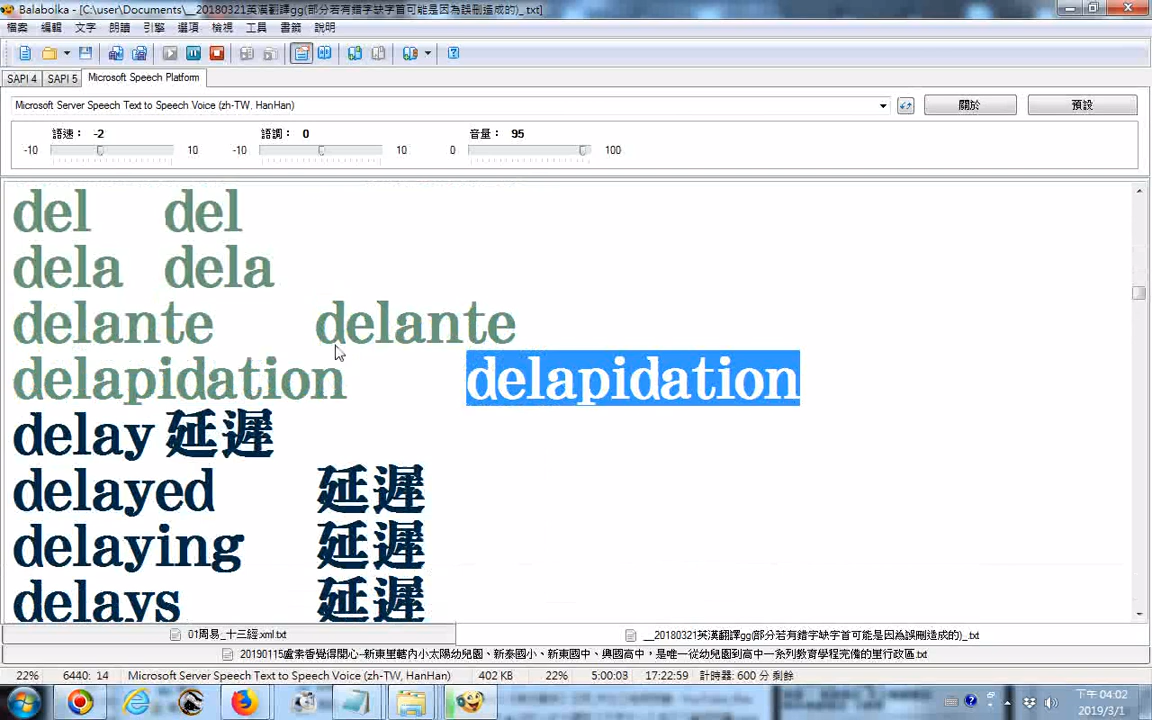 Balabolka - [C:\user\Documents\__20180321英漢翻譯gg(部分若有錯字缺字首可能是因為誤刪造成的)_.txt]
檔案 編輯 文字 朗讀 引擎 選項 檢視 工具 書籤 說明
SAPI 4 SAPI 5 Microsoft Speech Platform
Microsoft Server Speech Text to Speech Voice (zh-TW, HanHan) 關於 預設
語速： -2 語調： 0 音量： 95
-10 10 -10 10 0 100
del del
dela dela
delante delante
delapidation delapidation
delay 延遲
delayed 延遲
delaying 延遲
delays 延遲
01周易_十三經.xml.txt __20180321英漢翻譯gg(部分若有錯字缺字首可能是因為誤刪造成的)_.txt
20190115盧素香覺得開心-新東里轄內小太陽幼兒園、新泰國小、新東國中、興國高中，是唯一從幼兒園到高中一系列教育學程完備的里行政區.txt
22% 6440: 14 Microsoft Server Speech Text to Speech Voice (zh-TW, HanHan) 402 KB 22% 5:00:03 17:22:59 計時器: 600 分 剩餘
下午 04:02
2019/3/1